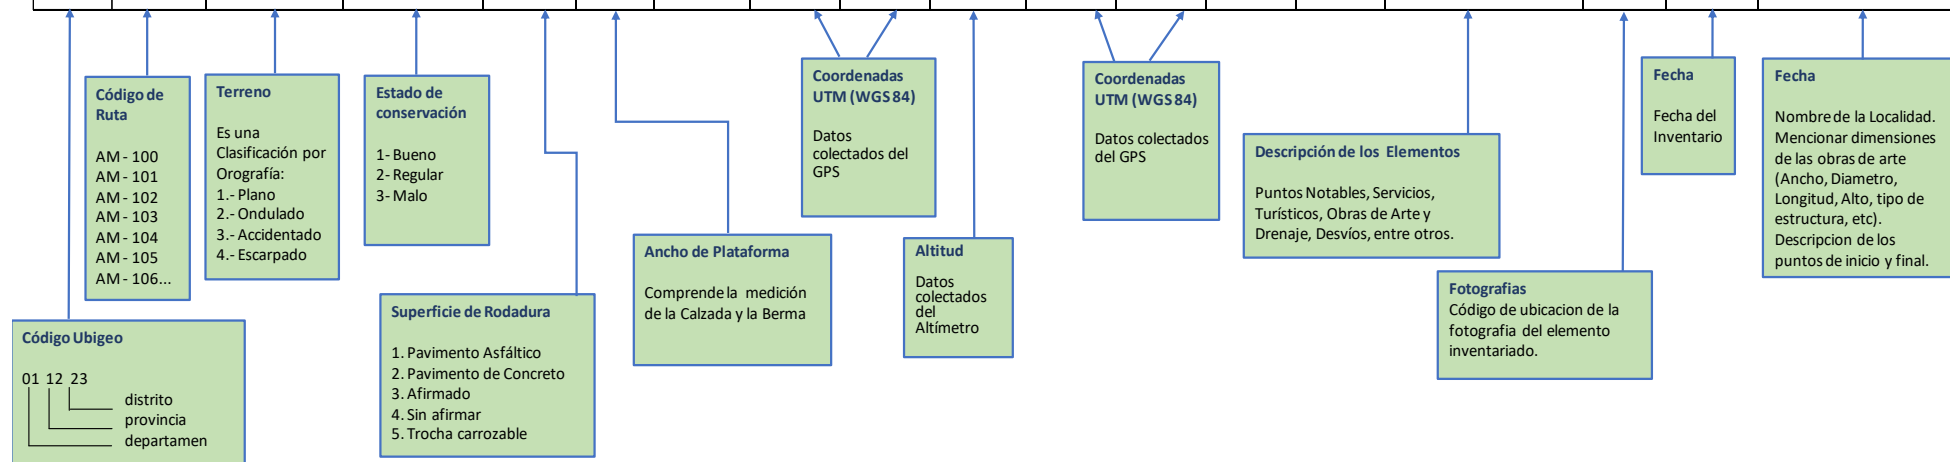 Código de
Ruta
AM - 100
AM - 101
AM - 102
AM - 103
AM - 104
AM - 105
AM - 106...
Terreno
Es una
Clasificación por
Orografía:
1.- Plano
2.- Ondulado
3.- Accidentado
4.- Escarpado
Estado de
conservación
1- Bueno
2- Regular
3- Malo
Coordenadas
UTM (WGS 84)
Datos
colectados del
GPS
Coordenadas
UTM (WGS 84)
Datos colectados
del GPS
Fecha
Fecha del
Inventario
Fecha
Nombre de la Localidad.
Mencionar dimensiones
de las obras de arte
(Ancho, Diametro,
Longitud, Alto, tipo de
estructura, etc).
Descripcion de los
puntos de inicio y final.
Descripción de los Elementos
Puntos Notables, Servicios,
Turísticos, Obras de Arte y
Drenaje, Desvíos, entre otros.
Ancho de Plataforma
Comprende la medición
de la Calzada y la Berma
Altitud
Datos
colectados
del
Altímetro
Fotografias
Código de ubicacion de la
fotografia del elemento
inventariado.
Superficie de Rodadura
1. Pavimento Asfáltico
2. Pavimento de Concreto
3. Afirmado
4. Sin afirmar
5. Trocha carrozable
Código Ubigeo
01 12 23
distrito
provincia
departamen